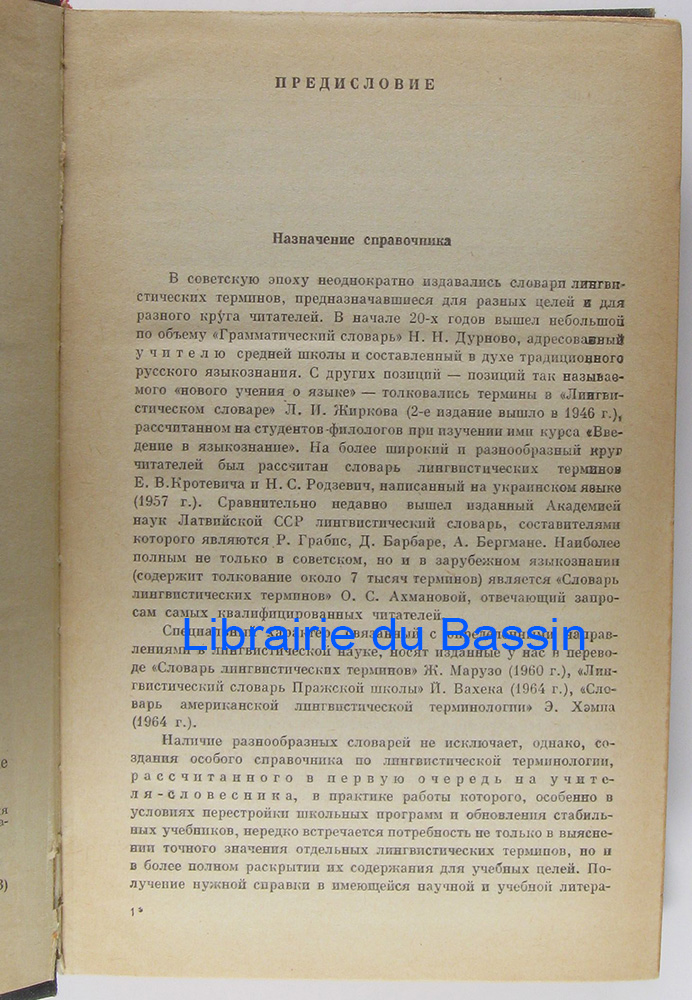 ПРЕДИСЛОВИЕ
Назначение справочника
В советскую эпоху неоднократно издавались словари лингви-
стических терминов, предназначавшиеся для разных целей и для
разного круга читателей. В начале 20-х годов вышел небольшой
по объему «Грамматический словарь» Н. Н. Дурново, адресованный
учителю средней школы и составленный в духе традиционного
русского языкознания. С других позиций — позиций так называе-
мого «нового учения о языке» — толковались термины в «Лингви-
стическом словаре» Л. И. Жиркова (2-е издание вышло в 1946 г.),
рассчитанном на студентов-филологов при изучении ими курса «Вве-
дение в языкознание». На более широкий и разнообразный круг
читателей был рассчитан словарь лингвистических терминов
Е. В.Кротевича и Н. С. Родзевич, написанный на украинском языке
(1957 г.). Сравнительно недавно вышел изданный Академией
наук Латвийской ССР лингвистический словарь, составителями
которого являются Р. Грабис, Д. Барбаре, А. Бергмане. Наиболее
полным не только в советском, но и в зарубежном языкознании
(содержит толкование около 7 тысяч терминов) является «Словарь
лингвистических терминов» О. С. Ахмановой, отвечающий запро-
сам самых квалифицированных читателей.
Librairie du Bassin
Специальный характер, связанный с определенными направ-
лениями в лингвистической науке, носят изданные у нас в перево-
де «Словарь лингвистических терминов» Ж. Марузо (1960 г.), «Лин-
гвистический словарь Пражской школы» Й. Вахека (1964 г.), «Сло-
варь американской лингвистической терминологии» Э. Хэмпа
(1964 г.).
Наличие разнообразных словарей не исключает, однако, со-
здания особого справочника по лингвистической терминологии,
рассчитанного в первую очередь на учите-
ля-словесника, в практике работы которого, особенно в
условиях перестройки школьных программ и обновления стабиль-
ных учебников, нередко встречается потребность не только в выясне-
нии точного значения отдельных лингвистических терминов, но и
в более полном раскрытии их содержания для учебных целей. По-
лучение нужной справки в имеющейся научной и учебной литера-
1*